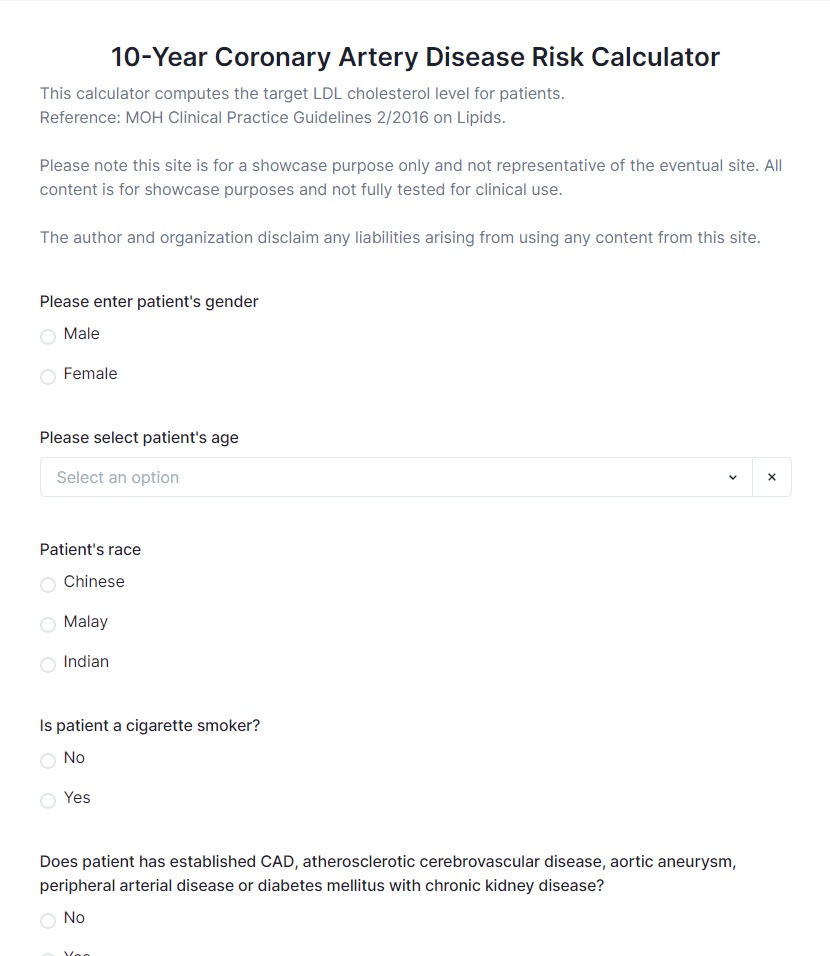 10-Year Coronary Artery Disease Risk Calculator
This calculator computes the target LDL cholesterol level for patients.
Reference: MOH Clinical Practice Guidelines 2/2016 on Lipids.
Please note this site is for a showcase purpose only and not representative of the eventual site. All
content is for showcase purposes and not fully tested for clinical use.
The author and organization disclaim any liabilities arising from using any content from this site.
Please enter patient's gender
Male
Female
Please select patient's age
Select an option
Patient's race
Chinese
Malay
Indian
Is patient a cigarette smoker?
No
Yes
Does patient has established CAD, atherosclerotic cerebrovascular disease, aortic aneurysm,
peripheral arterial disease or diabetes mellitus with chronic kidney disease?
No
Yes